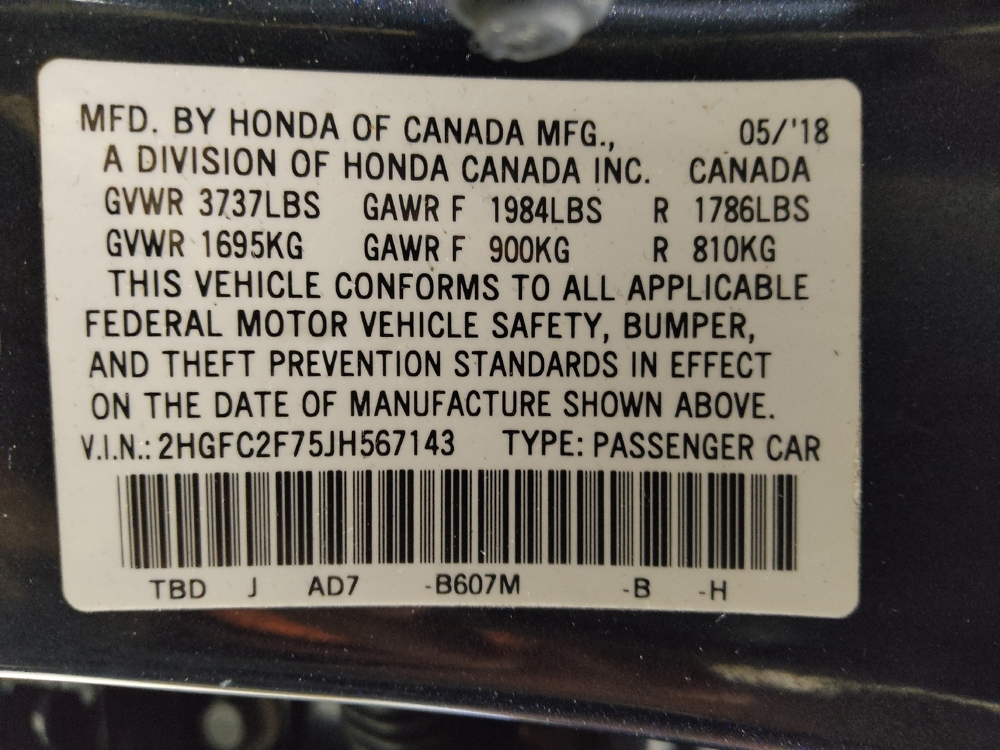 MFD. BY HONDA OF CANADA MFG., 05/'18
A DIVISION OF HONDA CANADA INC. CANADA
GVWR 3737LBS GAWR F 1984LBS R 1786LBS
GVWR 1695KG GAWR F 900KG R 810KG
THIS VEHICLE CONFORMS TO ALL APPLICABLE
FEDERAL MOTOR VEHICLE SAFETY, BUMPER,
AND THEFT PREVENTION STANDARDS IN EFFECT
ON THE DATE OF MANUFACTURE SHOWN ABOVE.
V.I.N.: 2HGFC2F75JH567143 TYPE: PASSENGER CAR
TBD J AD7 -B607M -B -H